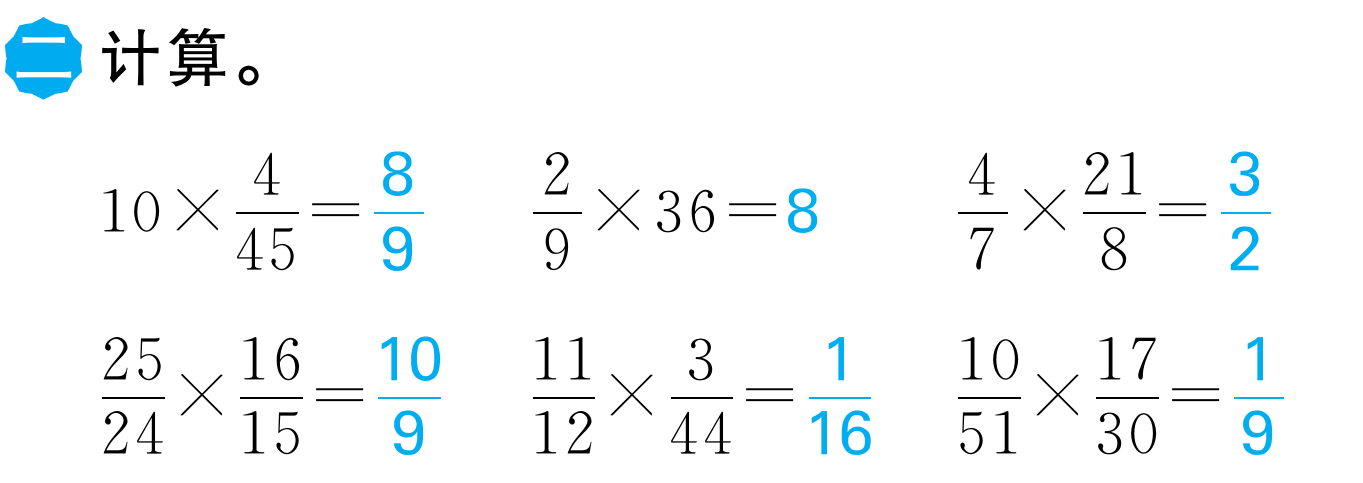 二 计算。
10 × 4/45 = 8/9 2/9 × 36 = 8 4/7 × 21/8 = 3/2
25/24 × 16/15 = 10/9 11/12 × 3/44 = 1/16 10/51 × 17/30 = 1/9